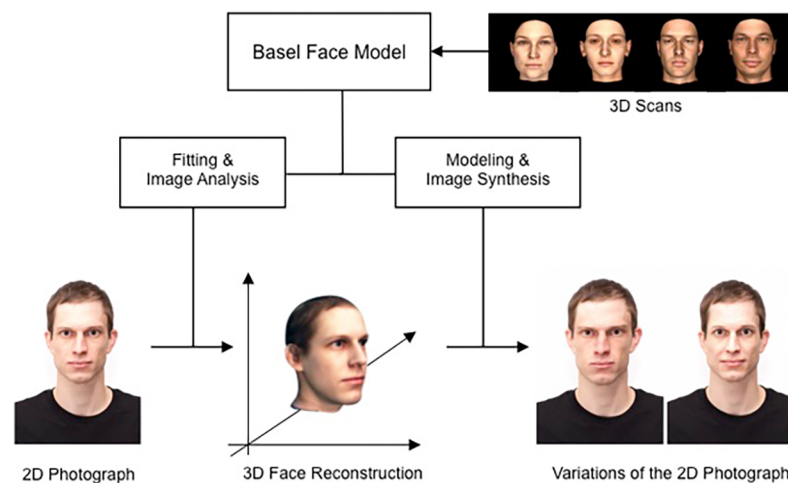 Basel Face Model
3D Scans
Fitting &
Image Analysis
Modeling &
Image Synthesis
2D Photograph
3D Face Reconstruction
Variations of the 2D Photograph